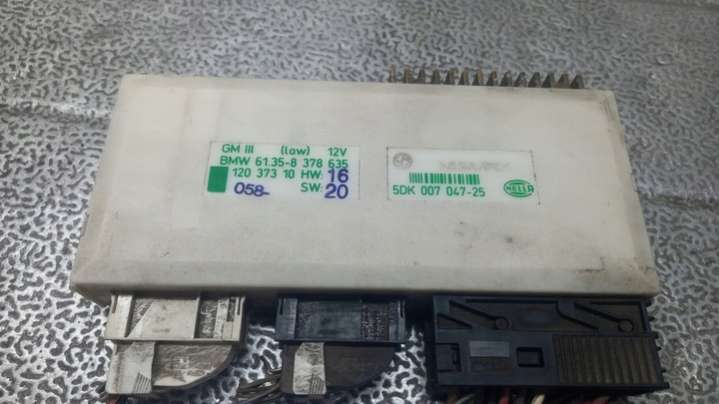 GM III (low) 12V
BMW 61.35-8 378 635
120 373 10 HW: 16
058- SW: 20
5DK 007 047-25
HELLA